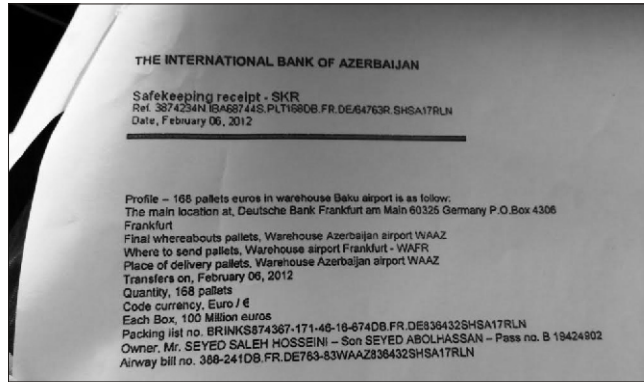 THE INTERNATIONAL BANK OF AZERBAIJAN
Safekeeping receipt - SKR
Ref. 3874234N.IBA68744S.PLT168DB.FR.DE/64763R.SHSA17RLN
Date, February 06, 2012
Profile – 168 pallets euros in warehouse Baku airport is as follow:
The main location at, Deutsche Bank Frankfurt am Main 60325 Germany P.O.Box 4306
Frankfurt
Final whereabouts pallets, Warehouse Azerbaijan airport WAAZ
Where to send pallets, Warehouse airport Frankfurt - WAFR
Place of delivery pallets, Warehouse Azerbaijan airport WAAZ
Transfers on, February 06, 2012
Quantity, 168 pallets
Code currency, Euro / €
Each Box, 100 Million euros
Packing list no. BRINKS874367-171-46-16-674DB.FR.DE836432SHSA17RLN
Owner, Mr. SEYED SALEH HOSSEINI – Son SEYED ABOLHASSAN – Pass no. B 19424902
Airway bill no. 388-241DB.FR.DE763-83WAAZ836432SHSA17RLN